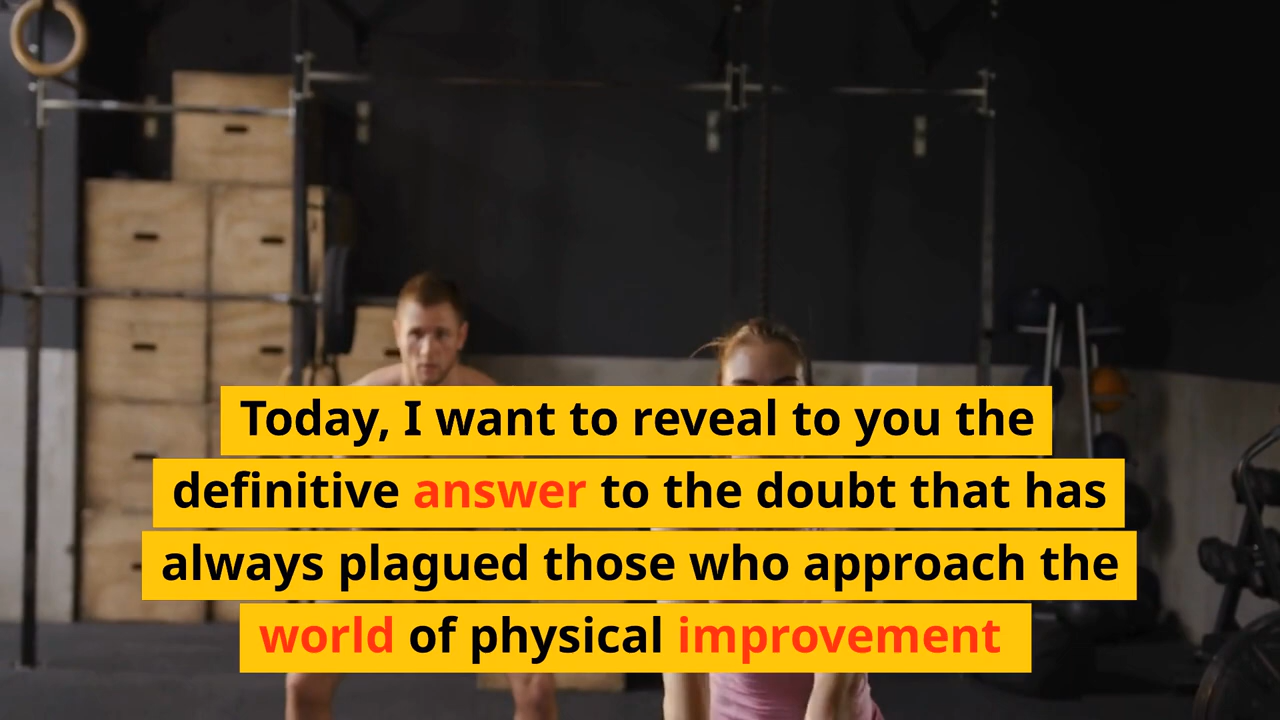 Today, I want to reveal to you the
definitive answer to the doubt that has
always plagued those who approach the
world of physical improvement